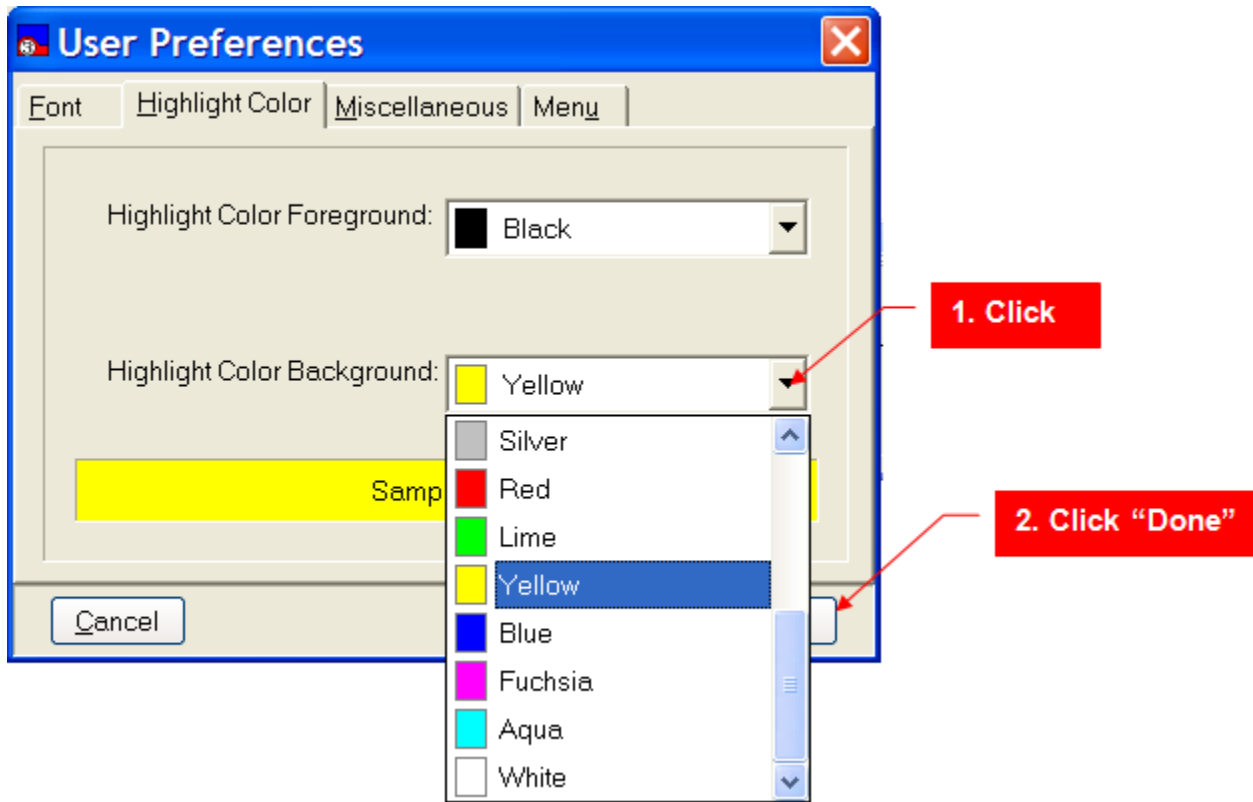 User Preferences
Font Highlight Color Miscellaneous Menu
Highlight Color Foreground: Black
1. Click
Highlight Color Background: Yellow
Silver
Samp Red
2. Click “Done”
Lime
Yellow
Cancel Blue
Fuchsia
Aqua
White